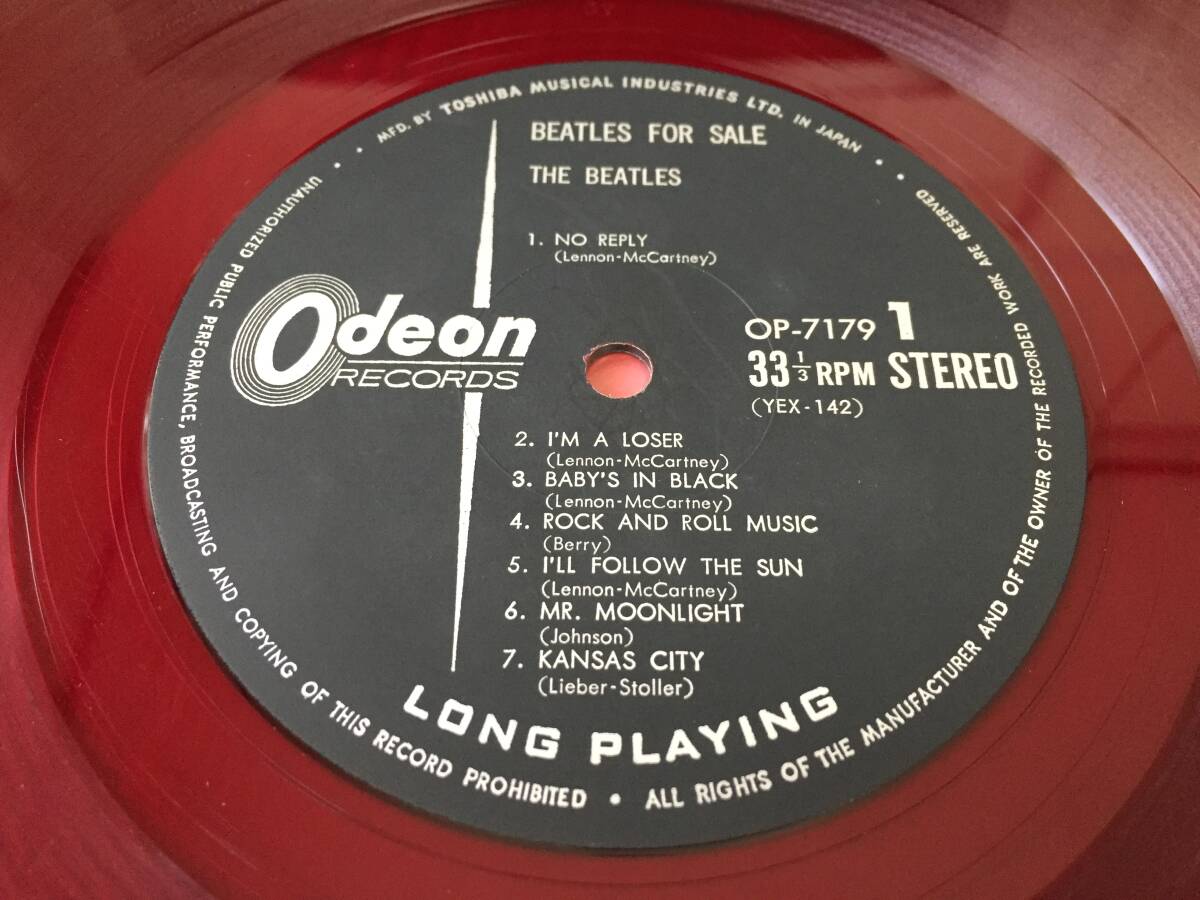 MFD. BY TOSHIBA MUSICAL INDUSTRIES LTD. IN JAPAN
BEATLES FOR SALE
THE BEATLES
1. NO REPLY
(Lennon-McCartney)
Odeon
RECORDS
OP-7179 1
33 1/3 RPM STEREO
(YEX-142)
2. I'M A LOSER
(Lennon-McCartney)
3. BABY'S IN BLACK
(Lennon-McCartney)
4. ROCK AND ROLL MUSIC
(Berry)
5. I'LL FOLLOW THE SUN
(Lennon-McCartney)
6. MR. MOONLIGHT
(Johnson)
7. KANSAS CITY
(Lieber-Stoller)
LONG PLAYING
UNAUTHORIZED PUBLIC PERFORMANCE, BROADCASTING AND COPYING OF THIS RECORD PROHIBITED • ALL RIGHTS OF THE MANUFACTURER AND OF THE OWNER OF THE RECORDED WORK ARE RESERVED